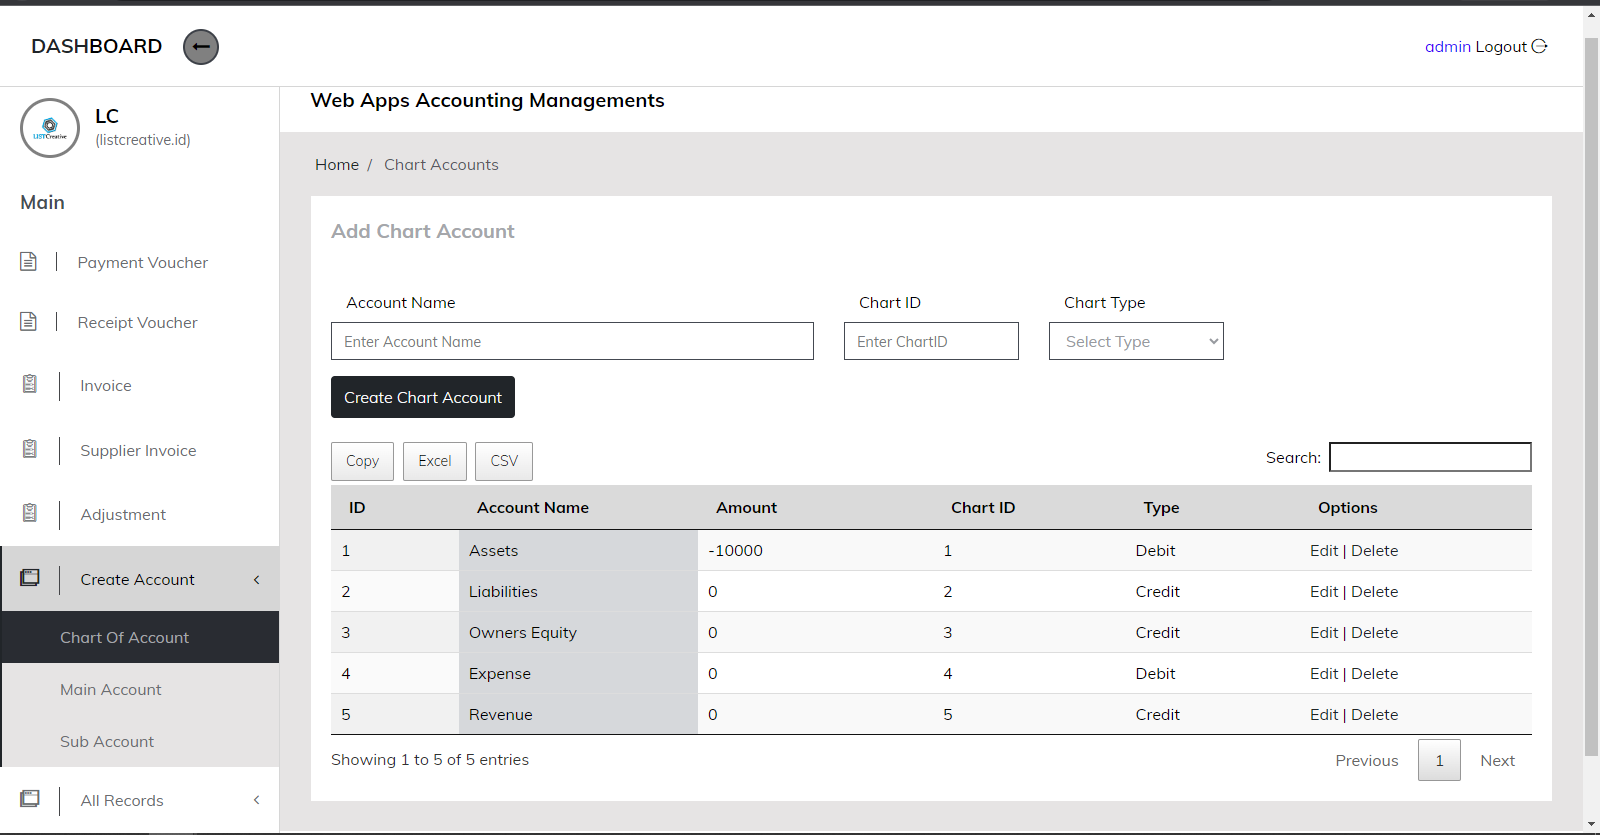 DASHBOARD
admin Logout
LC
(listcreative.id)
LISTCreative
Web Apps Accounting Managements
Home / Chart Accounts
Main
Payment Voucher
Receipt Voucher
Invoice
Supplier Invoice
Adjustment
Create Account
Chart Of Account
Main Account
Sub Account
All Records
Add Chart Account
Account Name Chart ID Chart Type
Enter Account Name Enter ChartID Select Type
Create Chart Account
Copy Excel CSV Search:
ID Account Name Amount Chart ID Type Options
1 Assets -10000 1 Debit Edit | Delete
2 Liabilities 0 2 Credit Edit | Delete
3 Owners Equity 0 3 Credit Edit | Delete
4 Expense 0 4 Debit Edit | Delete
5 Revenue 0 5 Credit Edit | Delete
Showing 1 to 5 of 5 entries Previous 1 Next